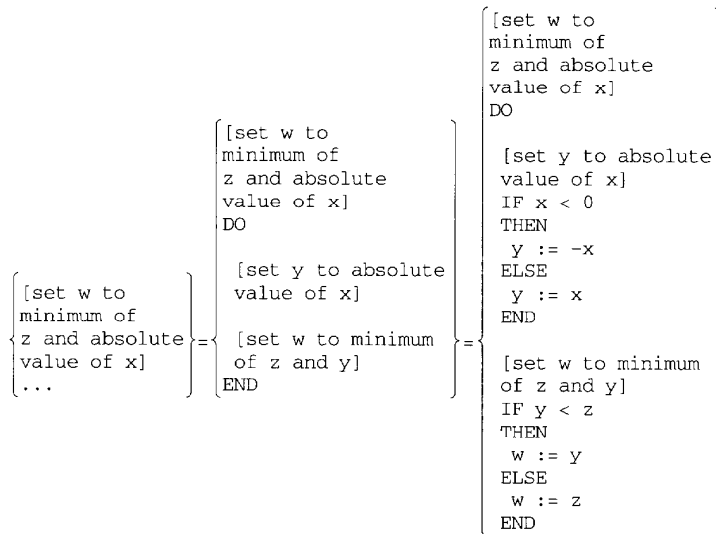 [set w to
minimum of
z and absolute
value of x]
...
=
[set w to
minimum of
z and absolute
value of x]
DO
[set y to absolute
value of x]
[set w to minimum
of z and y]
END
=
[set w to
minimum of
z and absolute
value of x]
DO
[set y to absolute
value of x]
IF x < 0
THEN
y := -x
ELSE
y := x
END
[set w to minimum
of z and y]
IF y < z
THEN
w := y
ELSE
w := z
END